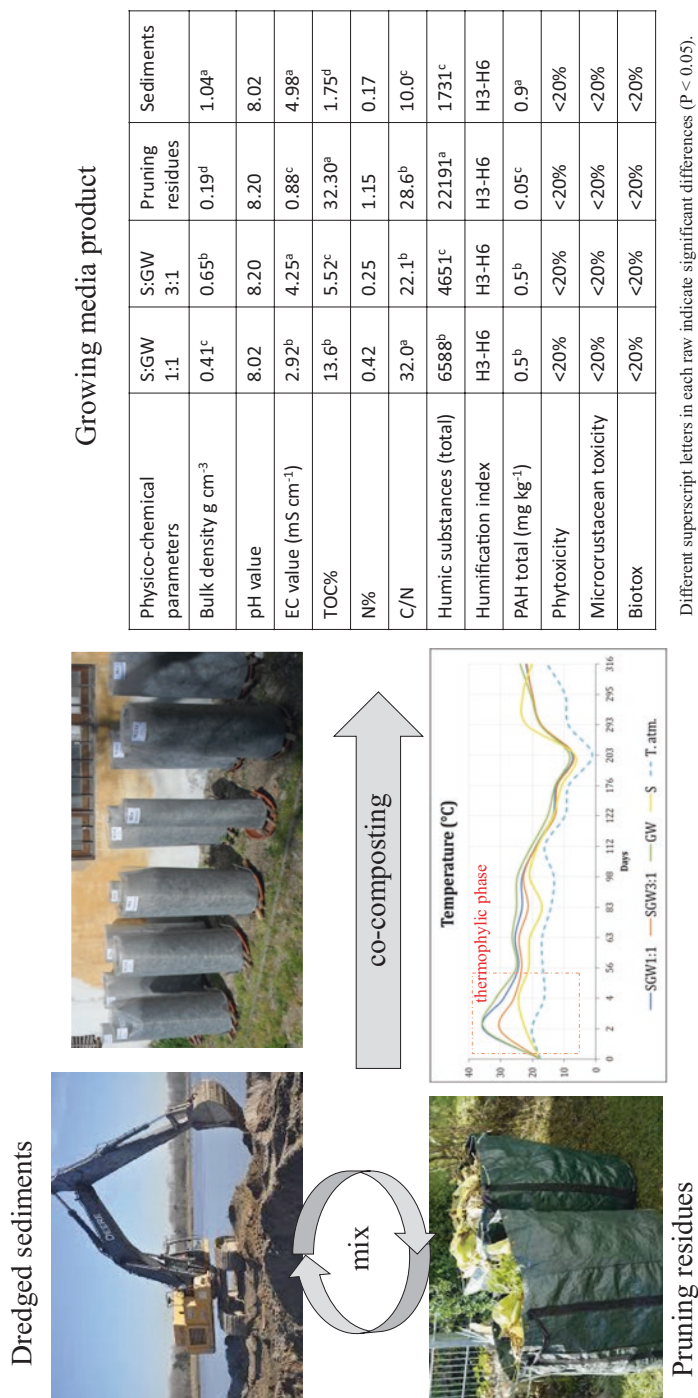 Dredged sediments
DEERE
mix
Pruning residues
co-composting
Temperature (°C)
thermophylic phase
40
30
20
10
0
0 2 4 56 63 83 98 112 122 176 203 293 295 316
Days
SGW1:1 SGW3:1 GW S T. atm.
Growing media product
Physico-chemical parameters S:GW 1:1 S:GW 3:1 Pruning residues Sediments
Bulk density g cm⁻³ 0.41ᶜ 0.65ᵇ 0.19ᵈ 1.04ᵃ
pH value 8.02 8.20 8.20 8.02
EC value (mS cm⁻¹) 2.92ᵇ 4.25ᵃ 0.88ᶜ 4.98ᵃ
TOC% 13.6ᵇ 5.52ᶜ 32.30ᵃ 1.75ᵈ
N% 0.42 0.25 1.15 0.17
C/N 32.0ᵃ 22.1ᵇ 28.6ᵇ 10.0ᶜ
Humic substances (total) 6588ᵇ 4651ᶜ 22191ᵃ 1731ᶜ
Humification index H3-H6 H3-H6 H3-H6 H3-H6
PAH total (mg kg⁻¹) 0.5ᵇ 0.5ᵇ 0.05ᶜ 0.9ᵃ
Phytoxicity <20% <20% <20% <20%
Microcrustacean toxicity <20% <20% <20% <20%
Biotox <20% <20% <20% <20%
Different superscript letters in each raw indicate significant differences (P < 0.05).